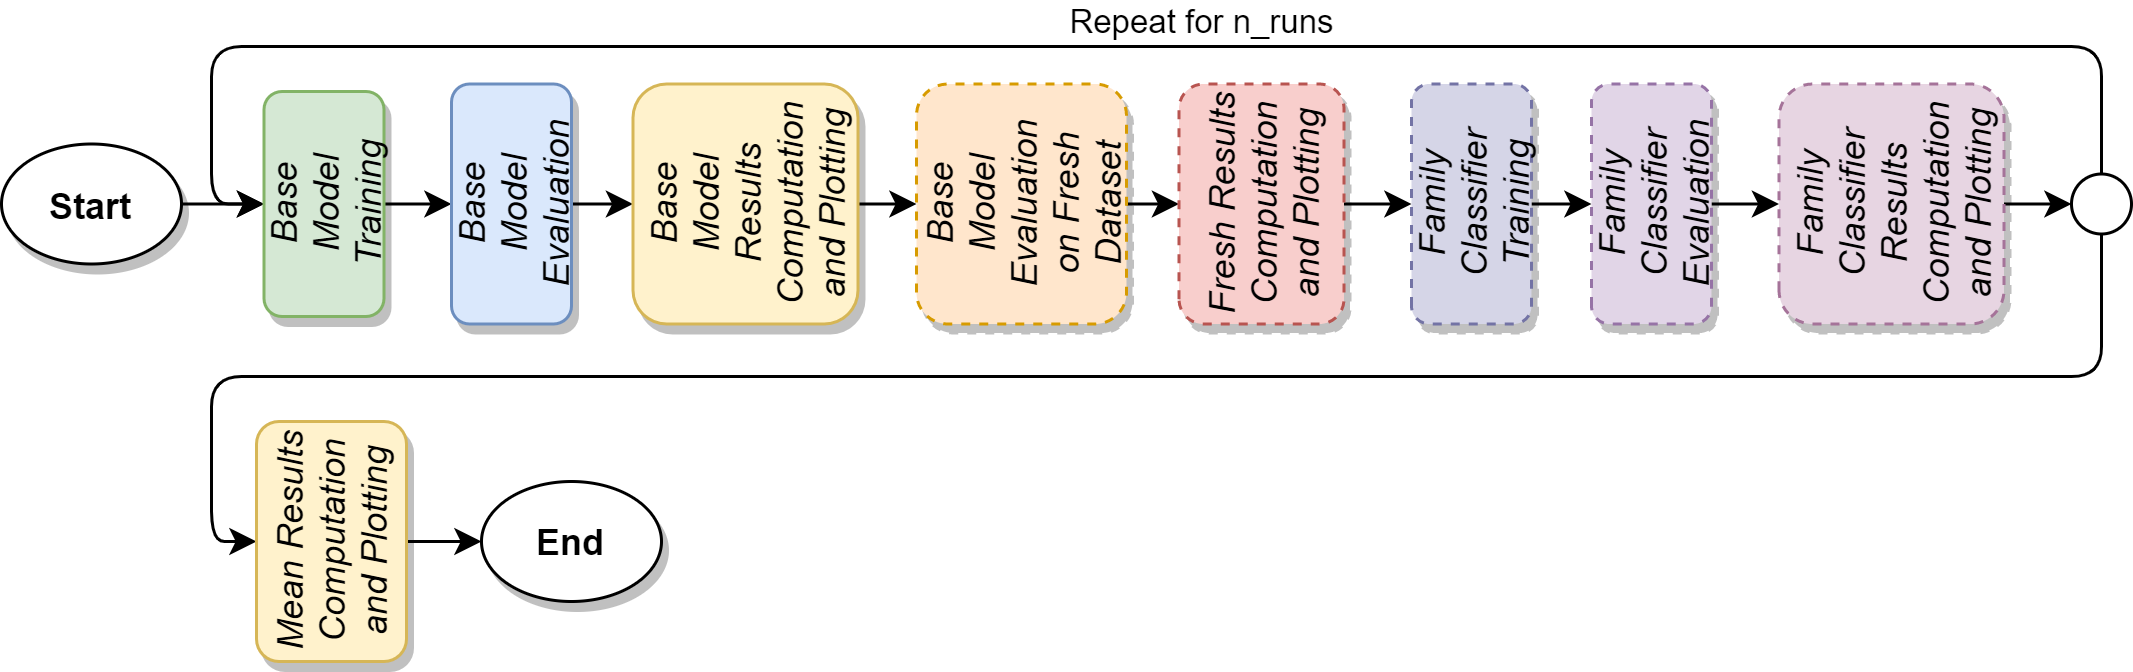 Repeat for n_runs
Start
Base
Model
Training
Base
Model
Evaluation
Base
Model
Results
Computation
and Plotting
Base
Model
Evaluation
on Fresh
Dataset
Fresh Results
Computation
and Plotting
Family
Classifier
Training
Family
Classifier
Evaluation
Family
Classifier
Results
Computation
and Plotting
Mean Results
Computation
and Plotting
End